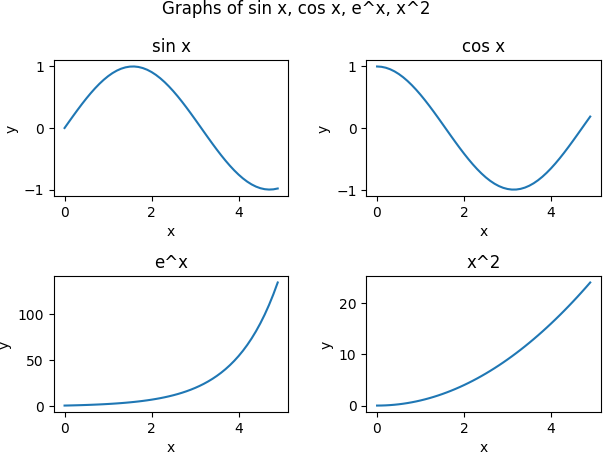 Graphs of sin x, cos x, e^x, x^2
sin x
1
0
−1
y
0 2 4
x
cos x
1
0
−1
y
0 2 4
x
e^x
100
50
0
y
0 2 4
x
x^2
20
10
0
y
0 2 4
x